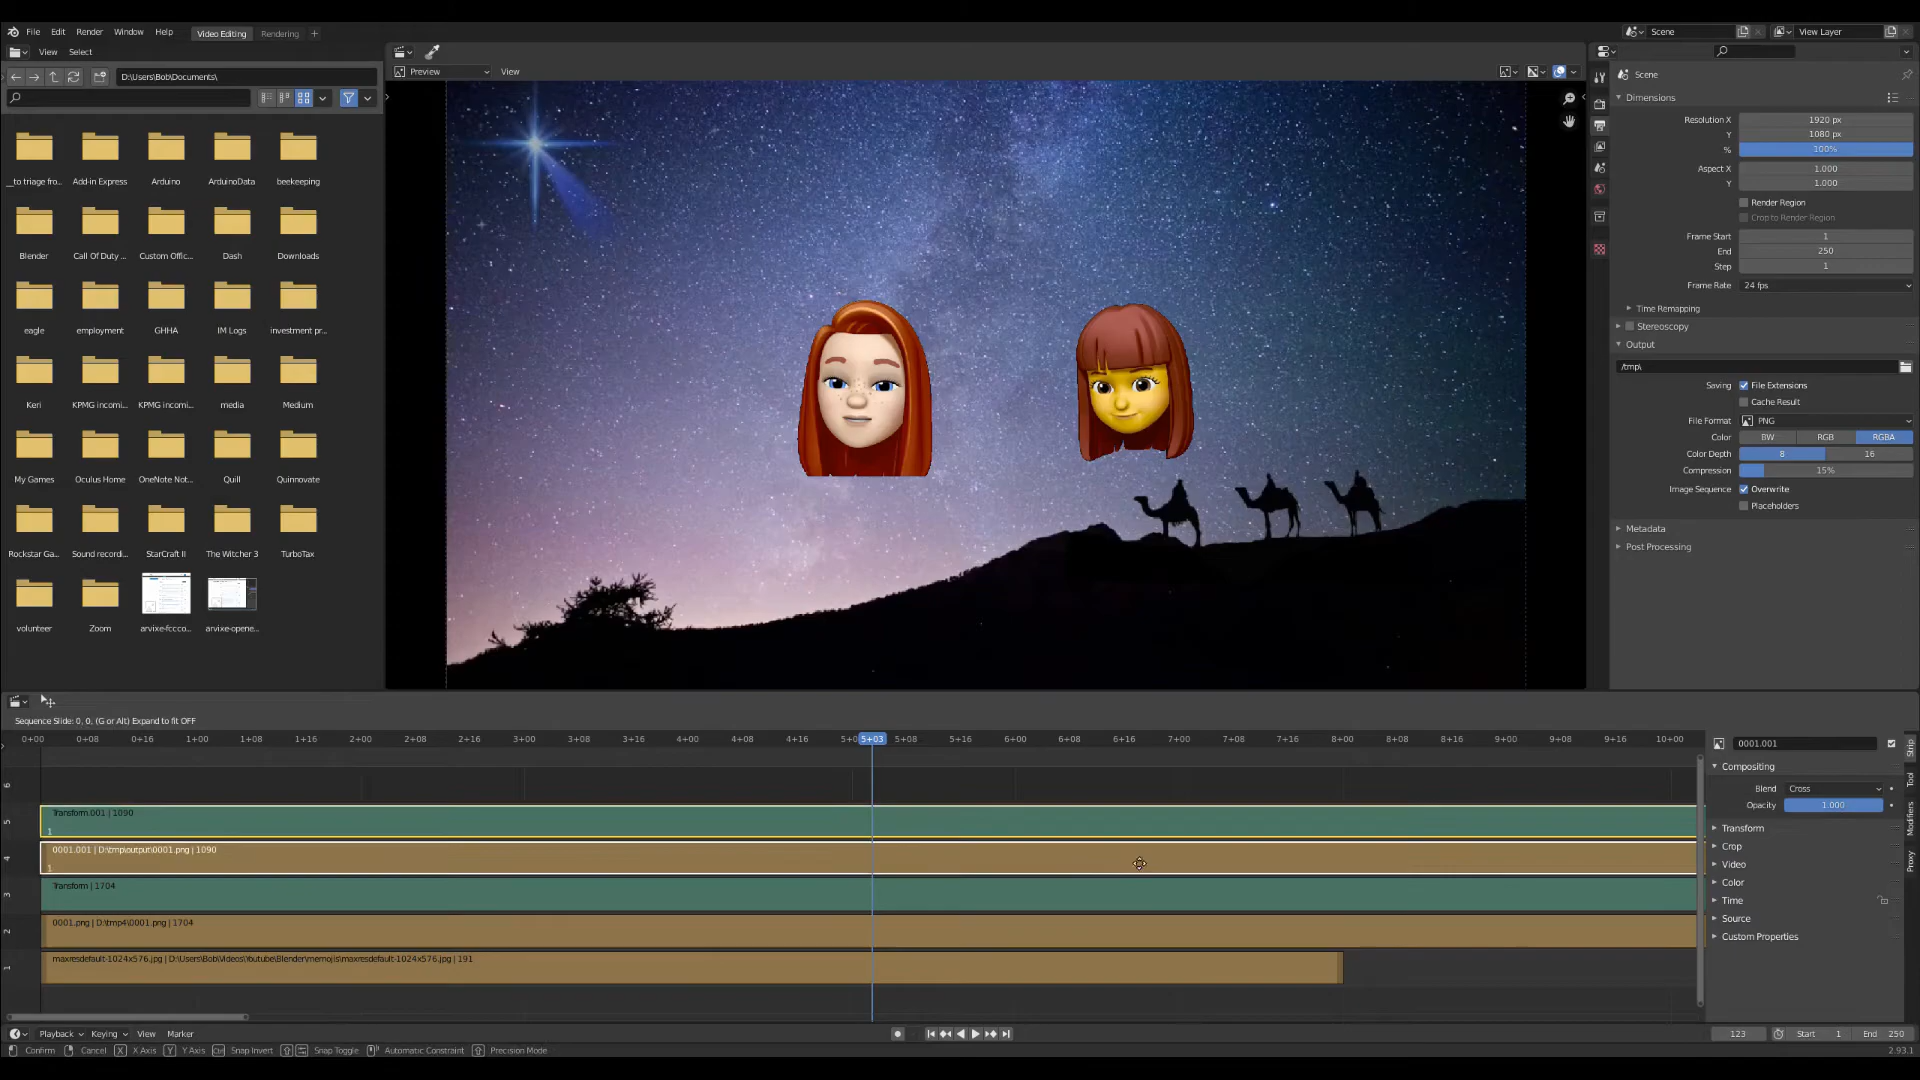 File Edit Render Window Help Video Editing Rendering +
Scene View Layer
View Select
D:\Users\Bob\Documents\
Preview View
__to triage fro... Add-in Express Arduino ArduinoData beekeeping
Blender Call Of Duty ... Custom Offic... Dash Downloads
eagle employment GHHA IM Logs investment pr...
Keri KPMG incomi... KPMG incomi... media Medium
My Games Oculus Home OneNote Not... Quill Quinnovate
Rockstar Ga... Sound recordi... StarCraft II The Witcher 3 TurboTax
volunteer Zoom arvixe-fccco... arvixe-opene...
Scene
Dimensions
Resolution X 1920 px
Y 1080 px
% 100%
Aspect X 1.000
Y 1.000
Render Region
Crop to Render Region
Frame Start 1
End 250
Step 1
Frame Rate 24 fps
Time Remapping
Stereoscopy
Output
/tmp\
Saving File Extensions
Cache Result
File Format PNG
Color BW RGB RGBA
Color Depth 8 16
Compression 15%
Image Sequence Overwrite
Placeholders
Metadata
Post Processing
Sequence Slide: 0, 0, (G or Alt) Expand to fit OFF
0+00 0+08 0+16 1+00 1+08 1+16 2+00 2+08 2+16 3+00 3+08 3+16 4+00 4+08 4+16 5+0 5+03 5+08 5+16 6+00 6+08 6+16 7+00 7+08 7+16 8+00 8+08 8+16 9+00 9+08 9+16 10+00
6
5 Transform.001 | 1090
1
4 0001.001 | D:\tmp\output\0001.png | 1090
1
3 Transform | 1704
2 0001.png | D:\tmp4\0001.png | 1704
1 maxresdefault-1024x576.jpg | D:\Users\Bob\Videos\Youtube\Blender\memojis\maxresdefault-1024x576.jpg | 191
0001.001
Compositing
Blend Cross
Opacity 1.000
Transform
Crop
Video
Color
Time
Source
Custom Properties
Strip
Tool
Modifiers
Proxy
Playback Keying View Marker 123 Start 1 End 250
Confirm Cancel X X Axis Y Y Axis Ctrl Snap Invert Snap Toggle Automatic Constraint Precision Mode 2.93.1